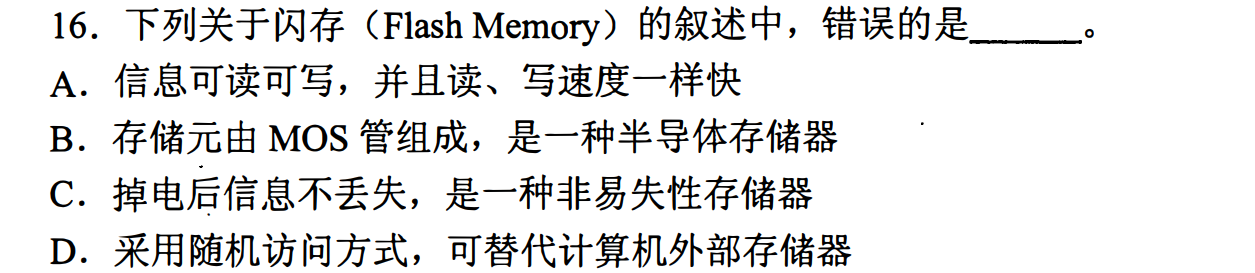 16．下列关于闪存（Flash Memory）的叙述中，错误的是______。
A．信息可读可写，并且读、写速度一样快
B．存储元由 MOS 管组成，是一种半导体存储器
C．掉电后信息不丢失，是一种非易失性存储器
D．采用随机访问方式，可替代计算机外部存储器